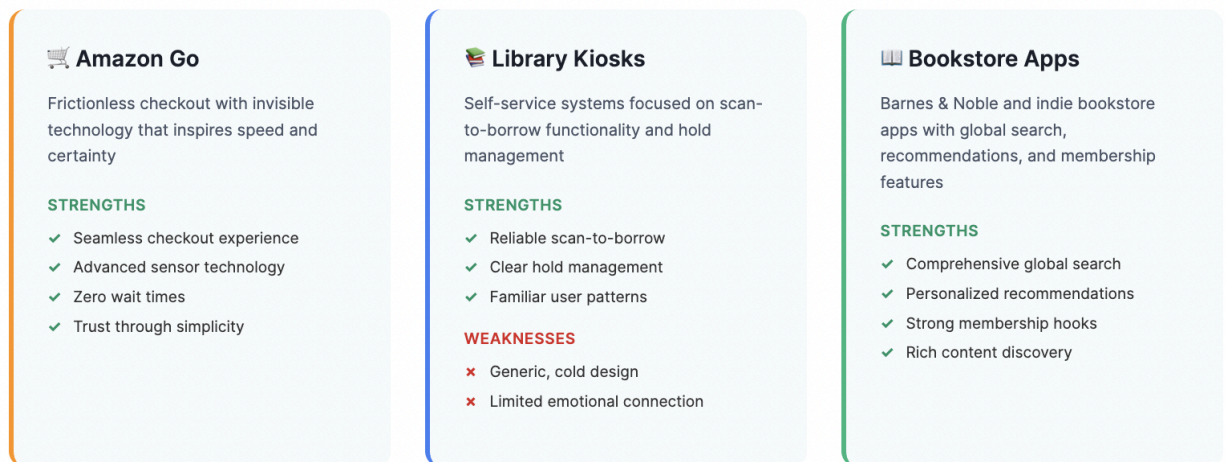 Amazon Go
Frictionless checkout with invisible
technology that inspires speed and
certainty
STRENGTHS
Seamless checkout experience
Advanced sensor technology
Zero wait times
Trust through simplicity
Library Kiosks
Self-service systems focused on scan-
to-borrow functionality and hold
management
STRENGTHS
Reliable scan-to-borrow
Clear hold management
Familiar user patterns
WEAKNESSES
Generic, cold design
Limited emotional connection
Bookstore Apps
Barnes & Noble and indie bookstore
apps with global search,
recommendations, and membership
features
STRENGTHS
Comprehensive global search
Personalized recommendations
Strong membership hooks
Rich content discovery